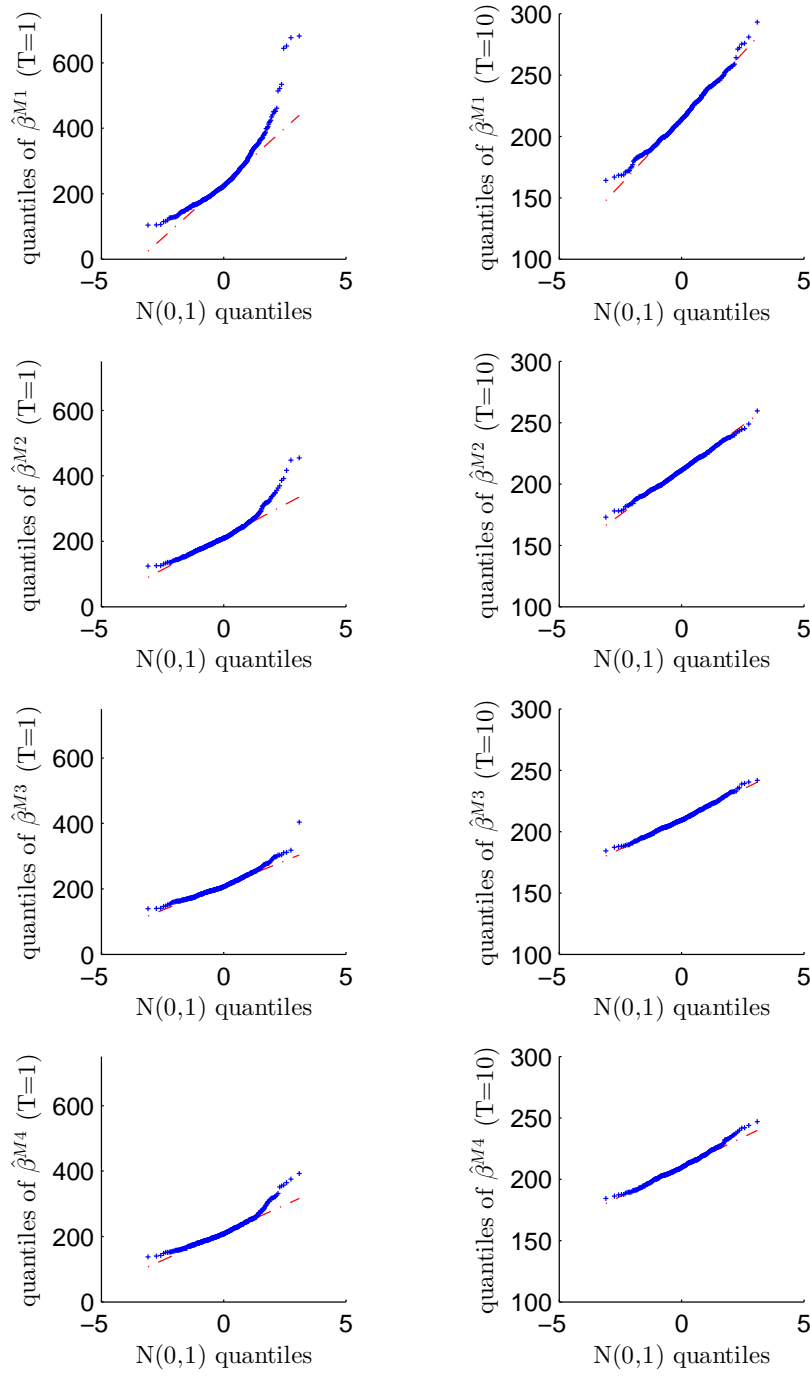 quantiles of β̂^{M1} (T=1)
600
400
200
0
−5 0 5
N(0,1) quantiles
quantiles of β̂^{M1} (T=10)
300
250
200
150
100
−5 0 5
N(0,1) quantiles
quantiles of β̂^{M2} (T=1)
600
400
200
0
−5 0 5
N(0,1) quantiles
quantiles of β̂^{M2} (T=10)
300
250
200
150
100
−5 0 5
N(0,1) quantiles
quantiles of β̂^{M3} (T=1)
600
400
200
0
−5 0 5
N(0,1) quantiles
quantiles of β̂^{M3} (T=10)
300
250
200
150
100
−5 0 5
N(0,1) quantiles
quantiles of β̂^{M4} (T=1)
600
400
200
0
−5 0 5
N(0,1) quantiles
quantiles of β̂^{M4} (T=10)
300
250
200
150
100
−5 0 5
N(0,1) quantiles